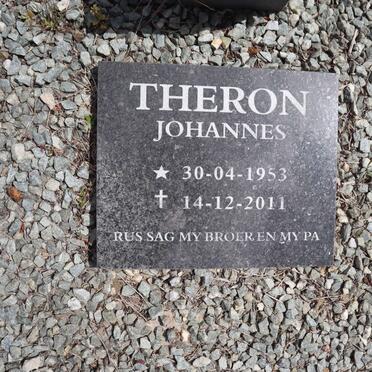 THERON
JOHANNES
★ 30-04-1953
✝ 14-12-2011
RUS SAG MY BROER EN MY PA